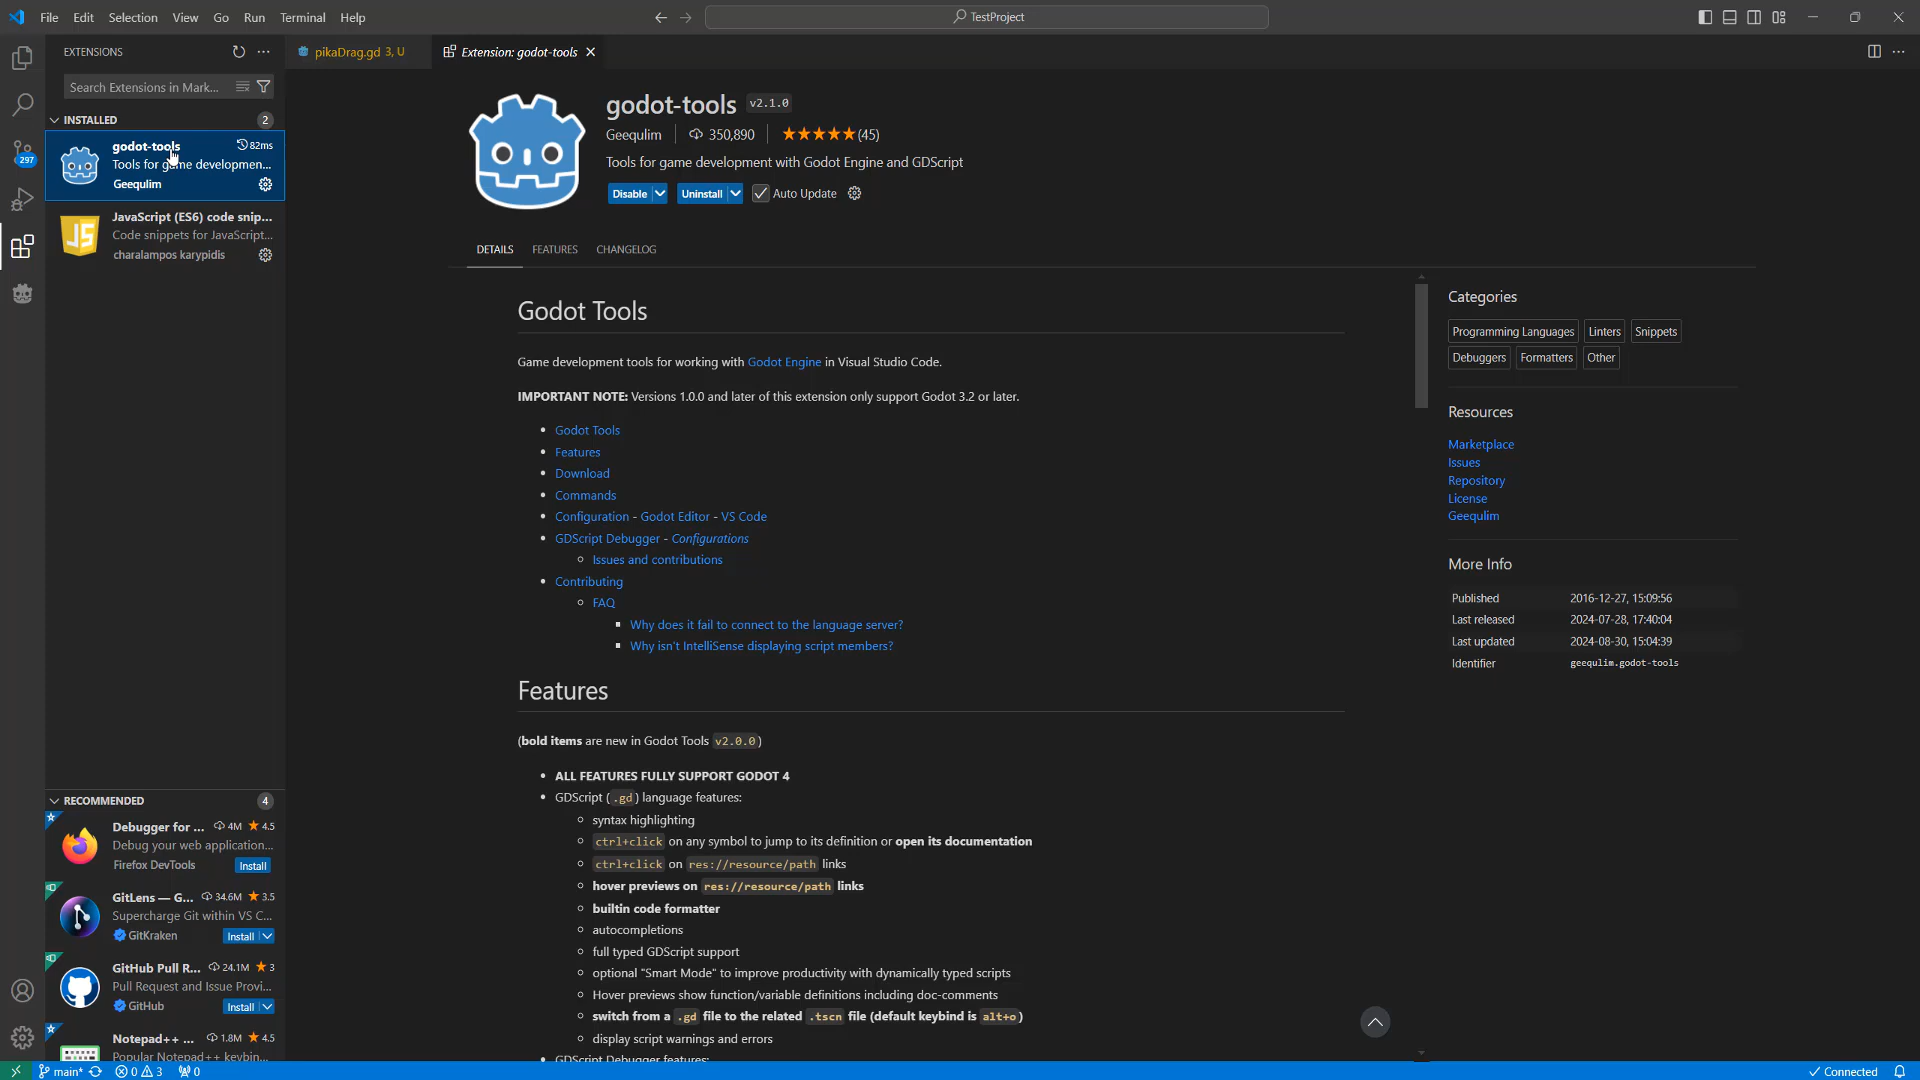 File Edit Selection View Go Run Terminal Help
TestProject
EXTENSIONS
pikaDrag.gd 3, U
Extension: godot-tools
Search Extensions in Mark...
INSTALLED 2
godot-tools 82ms
Tools for game developmen...
Geequlim
JS
JavaScript (ES6) code snip...
Code snippets for JavaScript...
charalampos karypidis
297
RECOMMENDED 4
Debugger for ... 4M 4.5
Debug your web application...
Firefox DevTools Install
GitLens — G... 34.6M 3.5
Supercharge Git within VS C...
GitKraken Install
GitHub Pull R... 24.1M 3
Pull Request and Issue Provi...
GitHub Install
Notepad++ ... 1.8M 4.5
Popular Notepad++ keybin...
godot-tools v2.1.0
Geequlim 350,890 (45)
Tools for game development with Godot Engine and GDScript
Disable Uninstall Auto Update
DETAILS FEATURES CHANGELOG
Godot Tools
Game development tools for working with Godot Engine in Visual Studio Code.
IMPORTANT NOTE: Versions 1.0.0 and later of this extension only support Godot 3.2 or later.
Godot Tools
Features
Download
Commands
Configuration - Godot Editor - VS Code
GDScript Debugger - Configurations
Issues and contributions
Contributing
FAQ
Why does it fail to connect to the language server?
Why isn't IntelliSense displaying script members?
Features
(bold items are new in Godot Tools v2.0.0)
ALL FEATURES FULLY SUPPORT GODOT 4
GDScript (.gd) language features:
syntax highlighting
ctrl+click on any symbol to jump to its definition or open its documentation
ctrl+click on res://resource/path links
hover previews on res://resource/path links
builtin code formatter
autocompletions
full typed GDScript support
optional "Smart Mode" to improve productivity with dynamically typed scripts
Hover previews show function/variable definitions including doc-comments
switch from a .gd file to the related .tscn file (default keybind is alt+o)
display script warnings and errors
GDScript Debugger features:
Categories
Programming Languages Linters Snippets
Debuggers Formatters Other
Resources
Marketplace
Issues
Repository
License
Geequlim
More Info
Published 2016-12-27, 15:09:56
Last released 2024-07-28, 17:40:04
Last updated 2024-08-30, 15:04:39
Identifier geequlim.godot-tools
main* 0 3 0 Connected